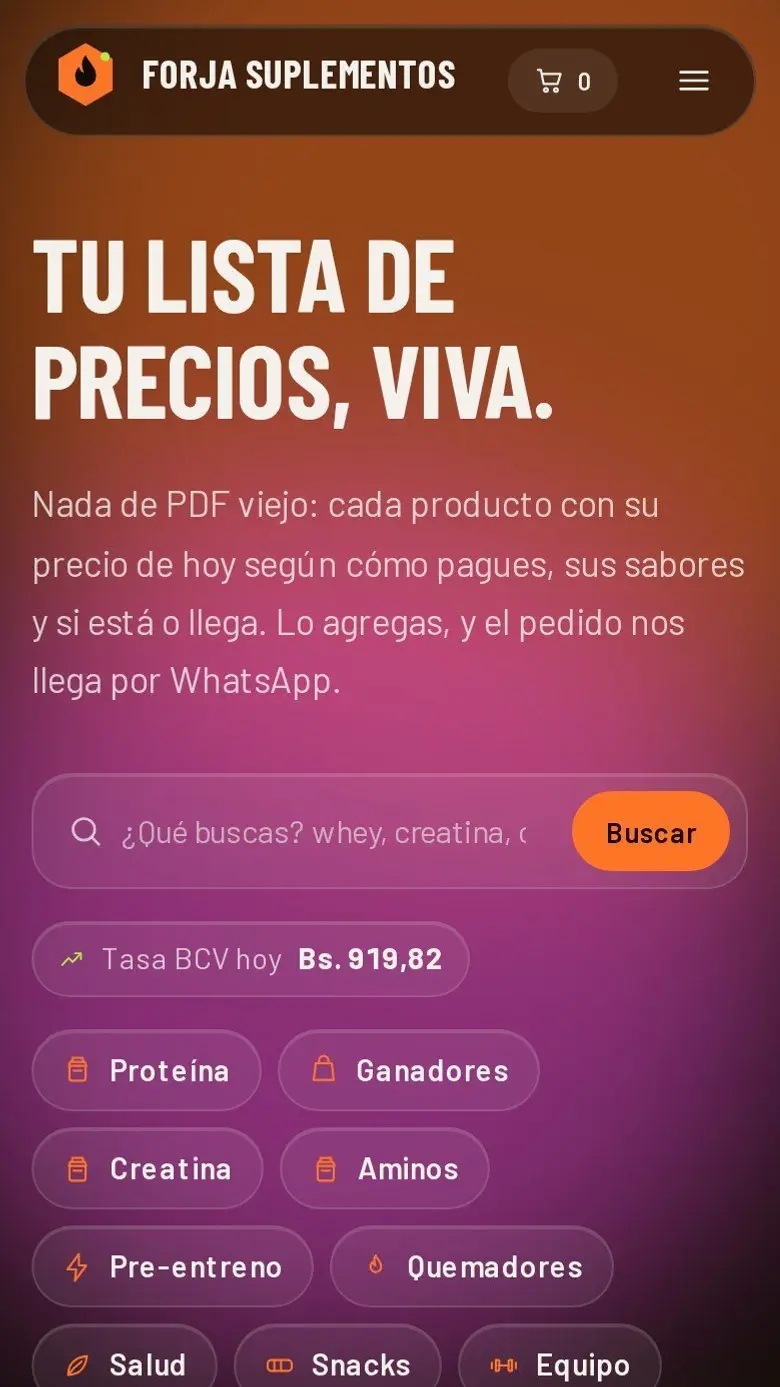 FORJA SUPLEMENTOS
0
TU LISTA DE
PRECIOS, VIVA.
Nada de PDF viejo: cada producto con su
precio de hoy según cómo pagues, sus sabores
y si está o llega. Lo agregas, y el pedido nos
llega por WhatsApp.
¿Qué buscas? whey, creatina,
Buscar
Tasa BCV hoy Bs. 919,82
Proteína
Ganadores
Creatina
Aminos
Pre-entreno
Quemadores
Salud
Snacks
Equipo